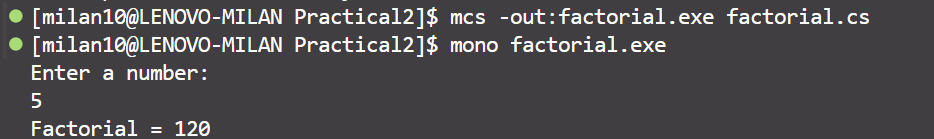 [milan10@LENOVO-MILAN Practical2]$ mcs -out:factorial.exe factorial.cs
[milan10@LENOVO-MILAN Practical2]$ mono factorial.exe
Enter a number:
5
Factorial = 120